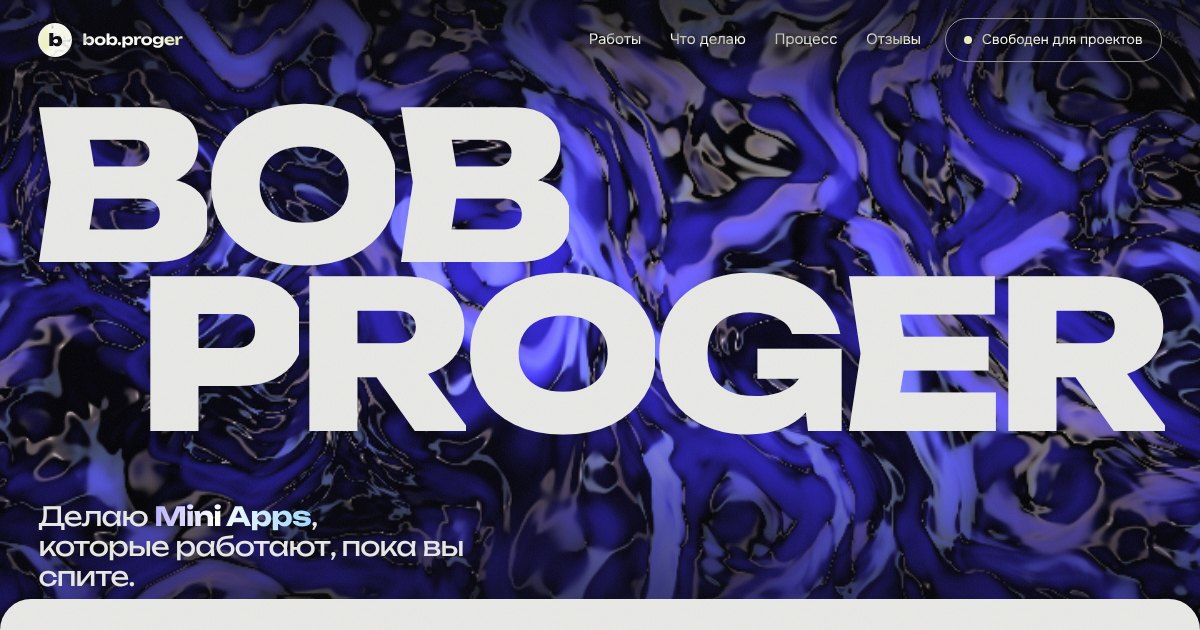 b bob.proger
Работы Что делаю Процесс Отзывы Свободен для проектов
BOB
PROGER
Делаю Mini Apps,
которые работают, пока вы
спите.